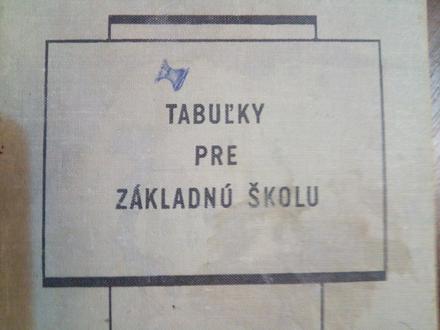 TABUĽKY
PRE
ZÁKLADNÚ ŠKOLU